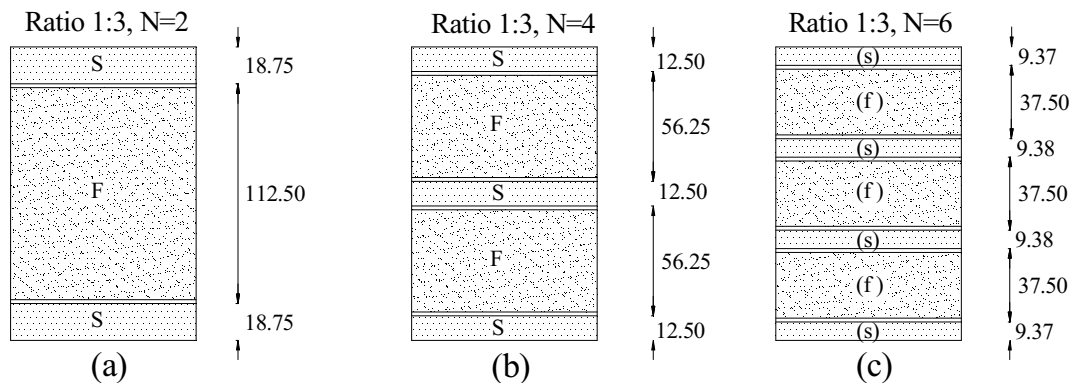 Ratio 1:3, N=2
S
18.75
F
112.50
S
18.75
(a)
Ratio 1:3, N=4
S
12.50
F
56.25
S
12.50
F
56.25
S
12.50
(b)
Ratio 1:3, N=6
(s)
9.37
(f )
37.50
(s)
9.38
(f )
37.50
(s)
9.38
(f )
37.50
(s)
9.37
(c)